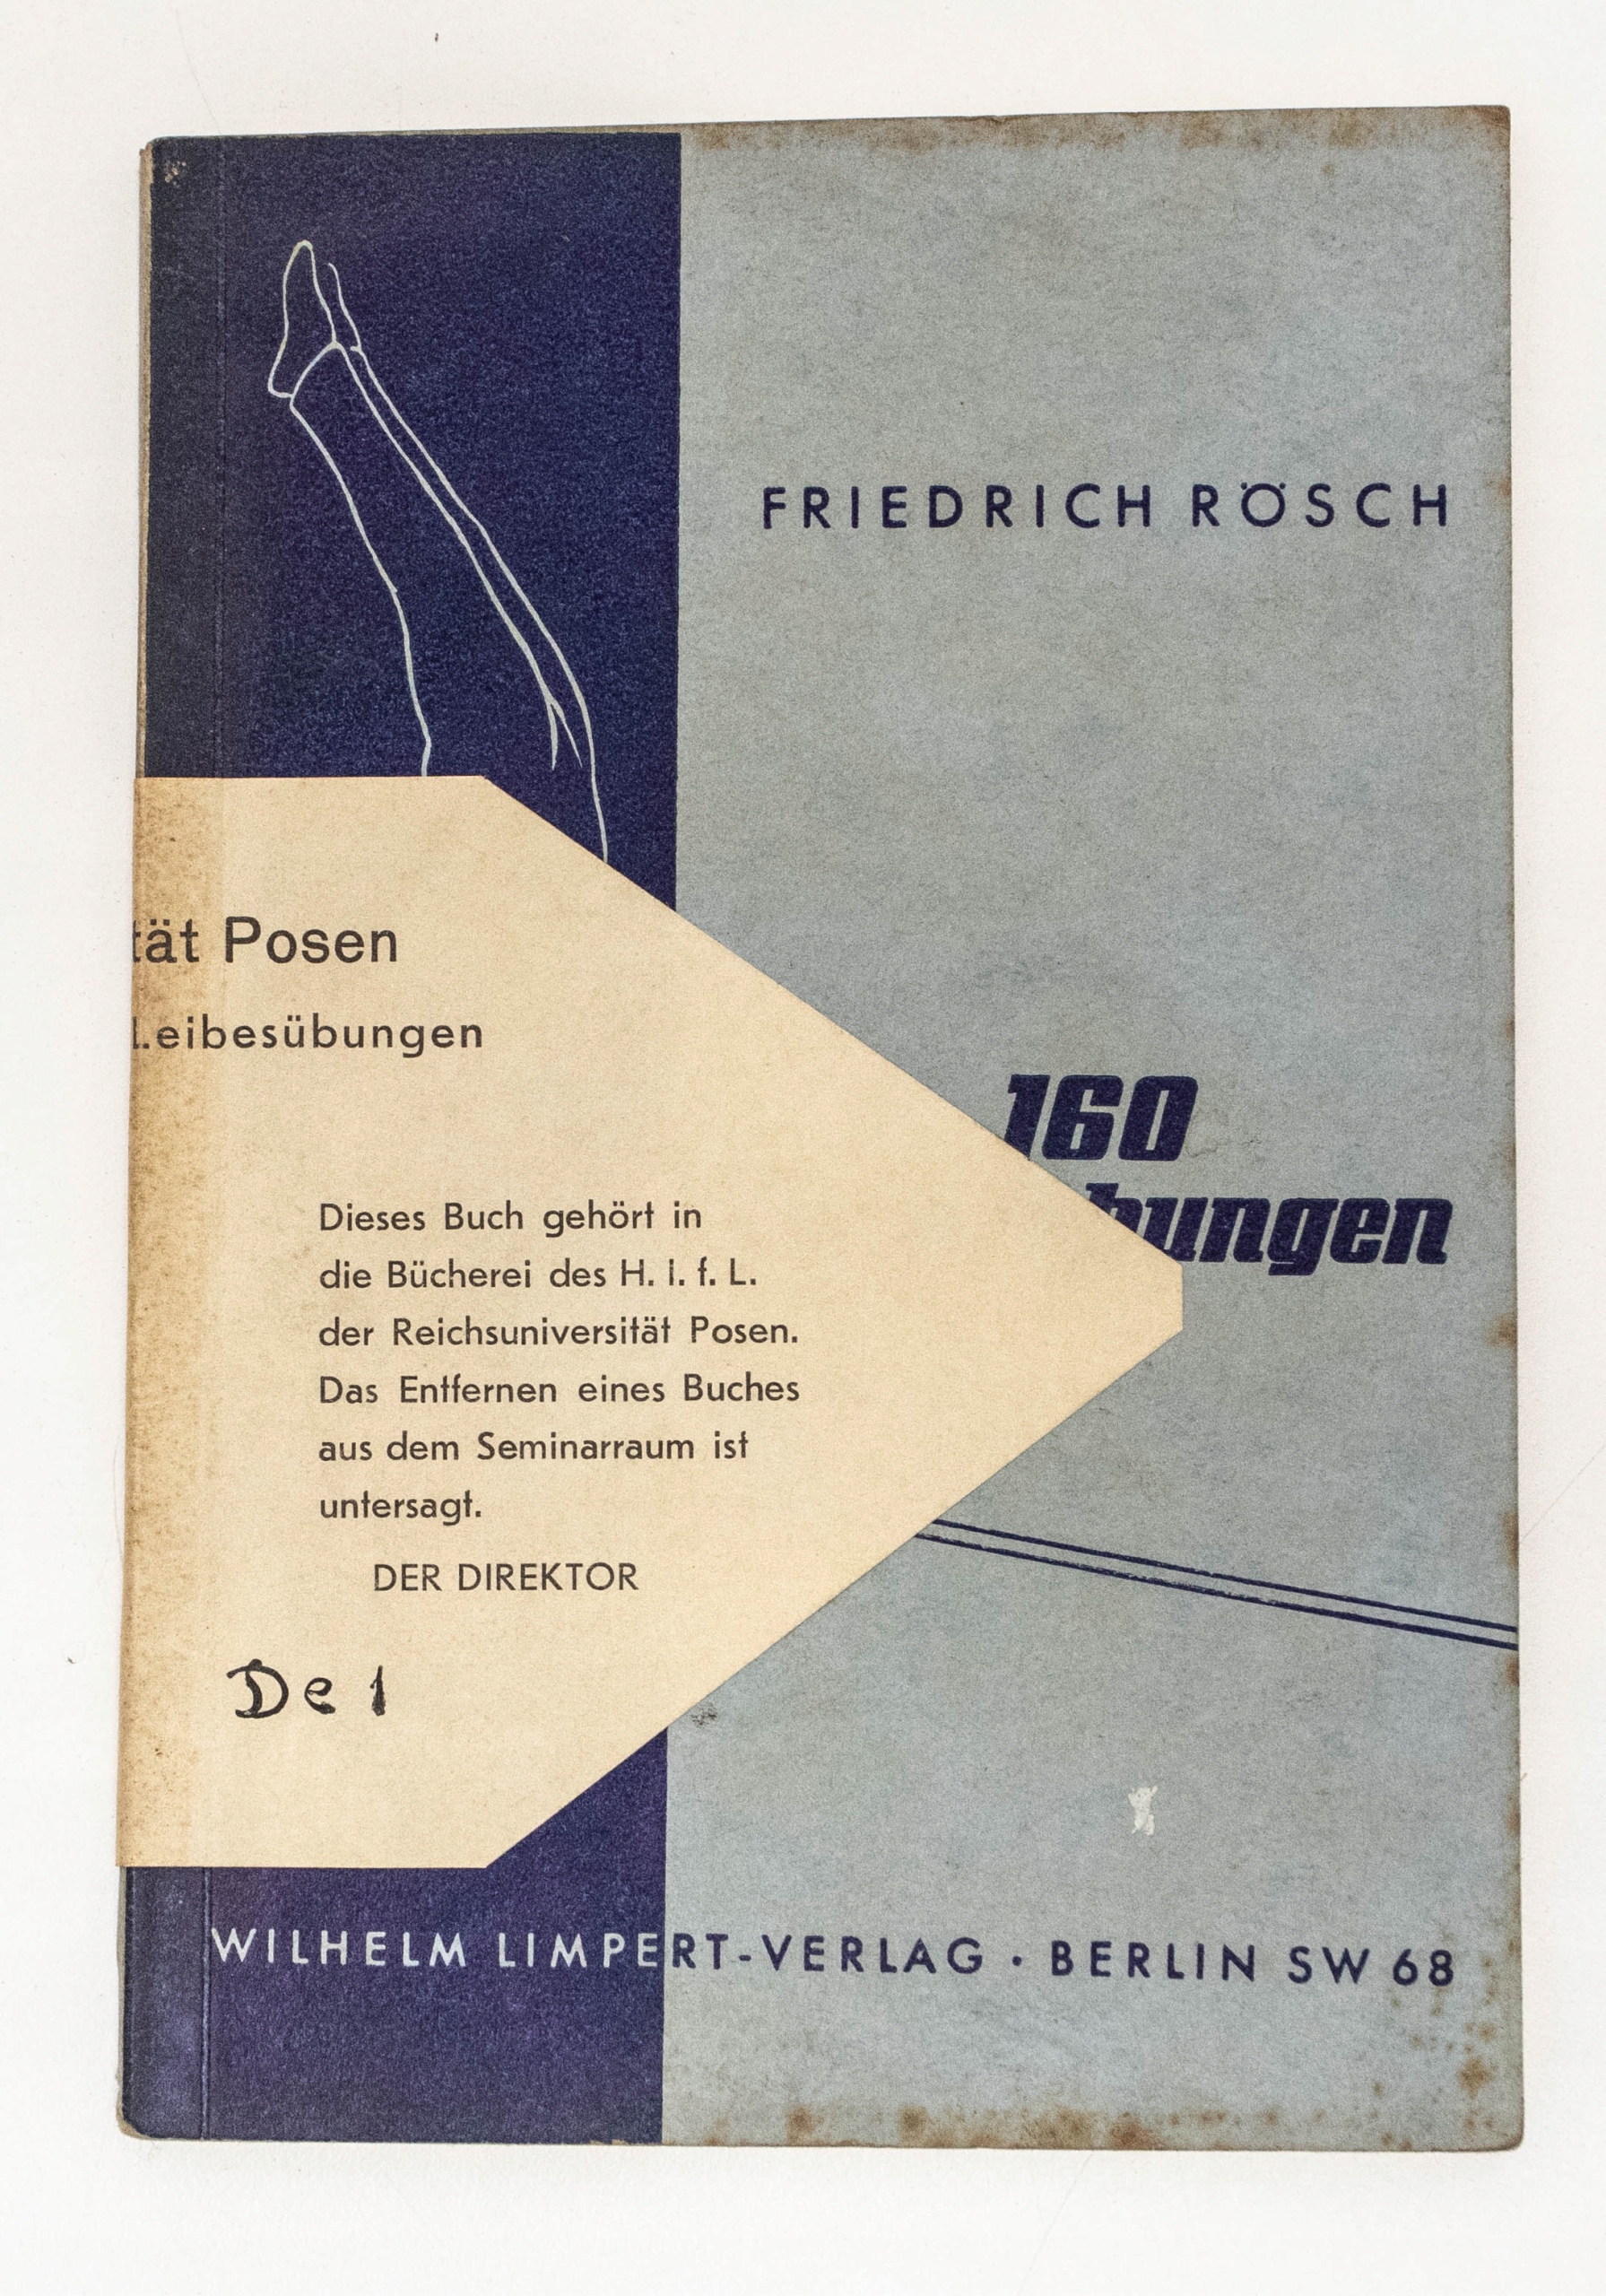 FRIEDRICH RÖSCH
tät Posen
Leibesübungen
160
bungen
Dieses Buch gehört in
die Bücherei des H. I. f. L.
der Reichsuniversität Posen.
Das Entfernen eines Buches
aus dem Seminarraum ist
untersagt.
DER DIREKTOR
De 1
WILHELM LIMPERT-VERLAG · BERLIN SW 68